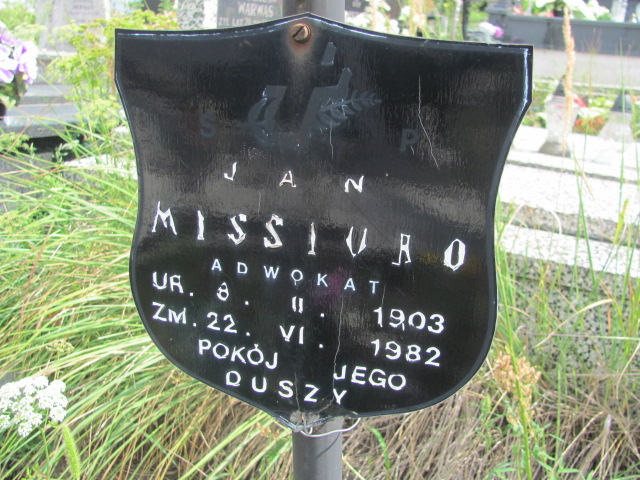 S P
JAN
MISSIURO
ADWOKAT
UR. 8. II. 1903
ZM. 22. VI. 1982
POKÓJ JEGO
DUSZY